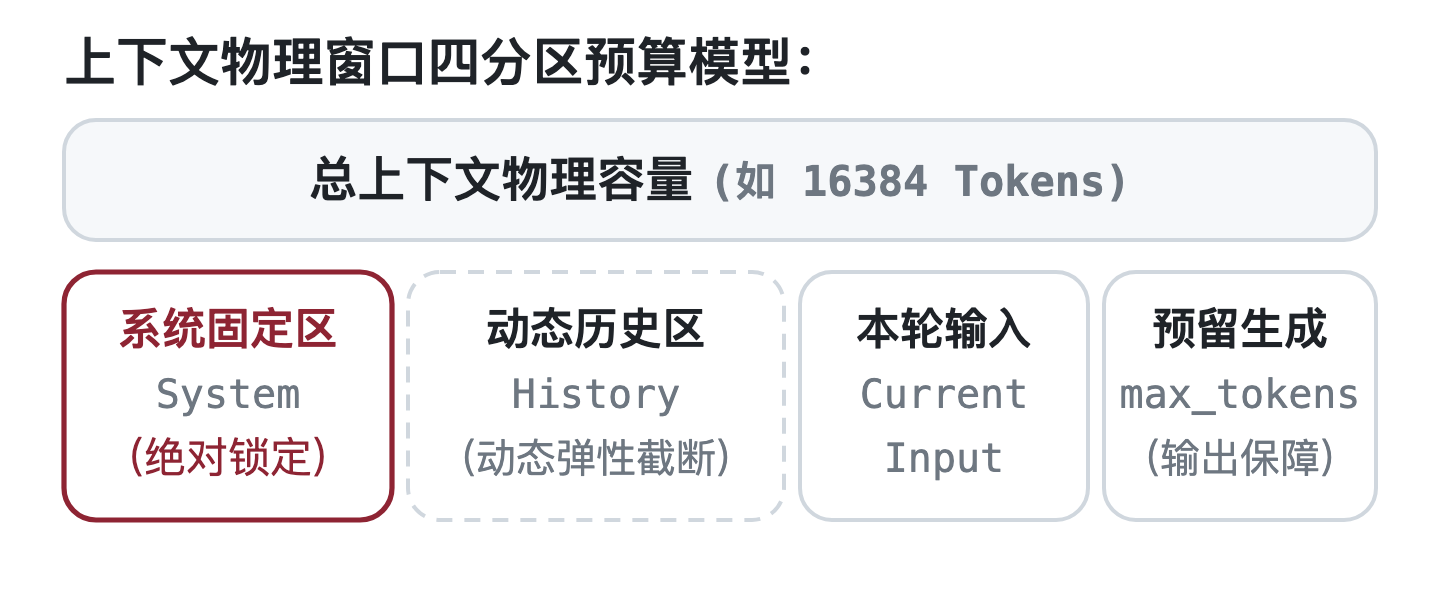 上下文物理窗口四分区预算模型：
总上下文物理容量 (如 16384 Tokens)
系统固定区
System
(绝对锁定)
动态历史区
History
(动态弹性截断)
本轮输入
Current
Input
预留生成
max_tokens
(输出保障)